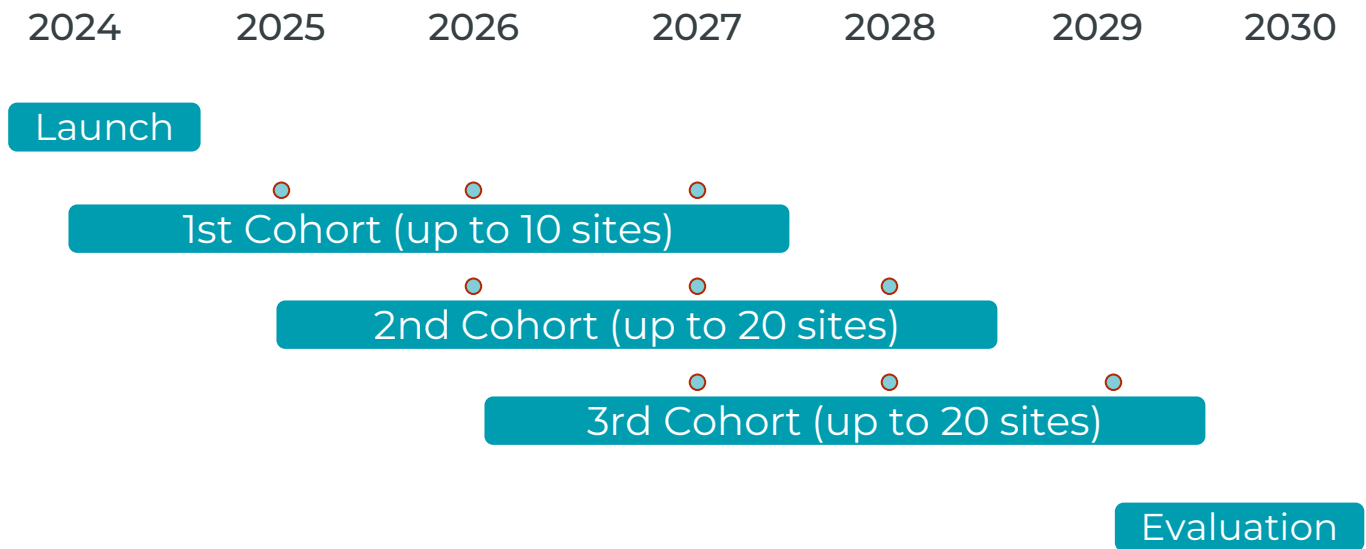 2024 2025 2026 2027 2028 2029 2030
Launch
1st Cohort (up to 10 sites)
2nd Cohort (up to 20 sites)
3rd Cohort (up to 20 sites)
Evaluation